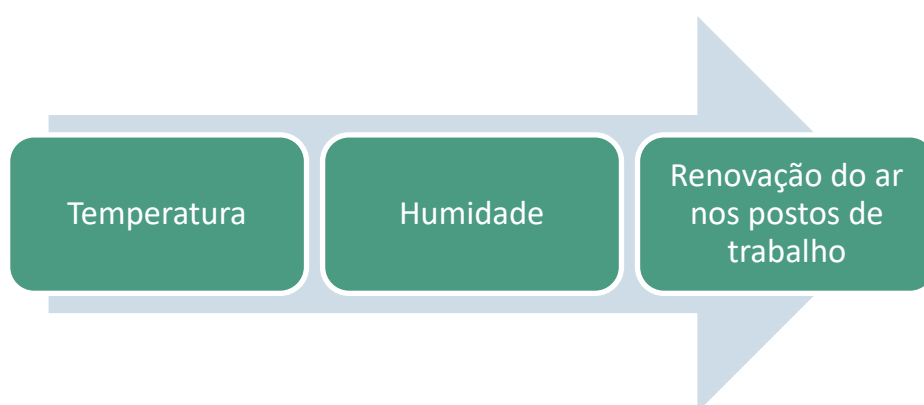 Temperatura
Humidade
Renovação do ar
nos postos de
trabalho